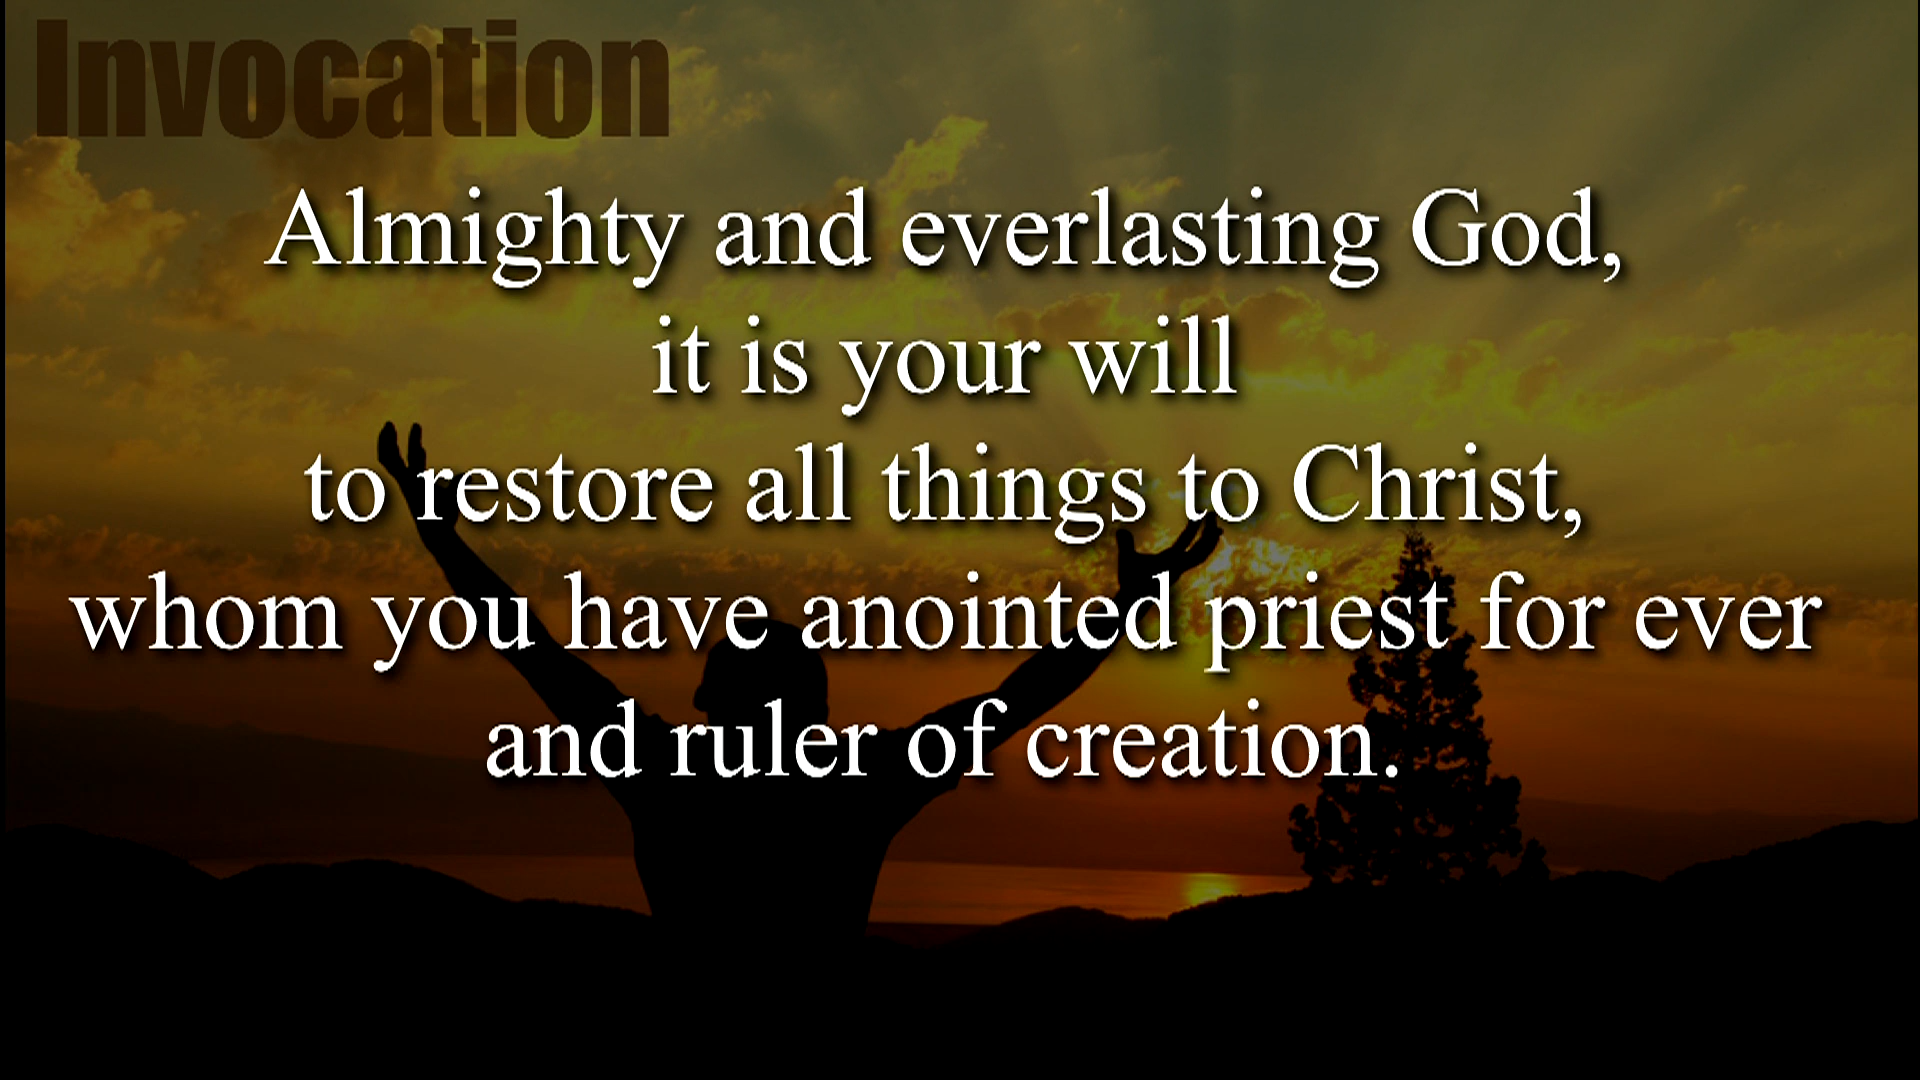 Invocation
Almighty and everlasting God,
it is your will
to restore all things to Christ,
whom you have anointed priest for ever
and ruler of creation.